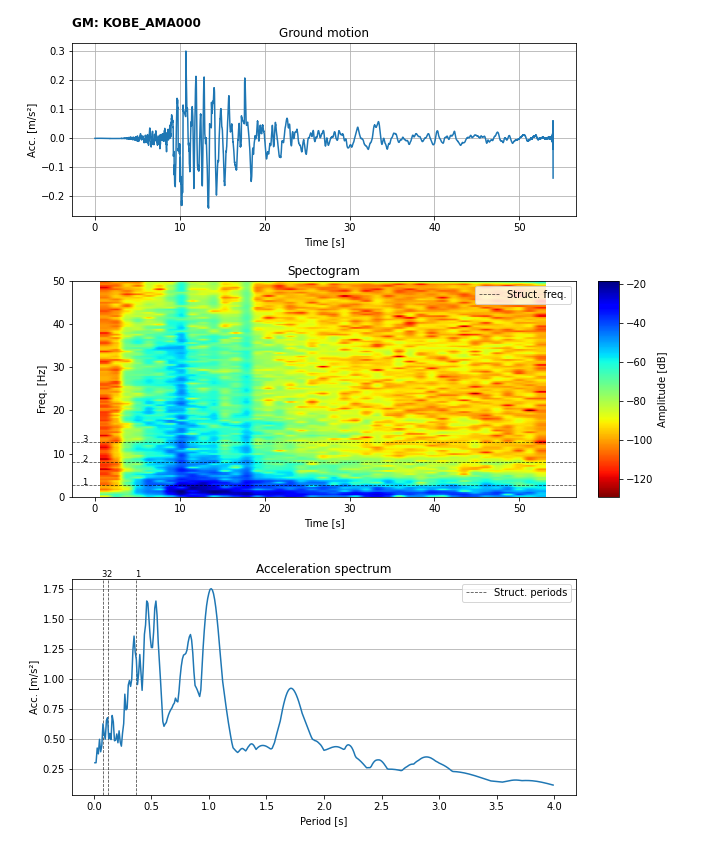 GM: KOBE_AMA000
Ground motion
0.3
0.2
0.1
0.0
−0.1
−0.2
Acc. [m/s²]
0 10 20 30 40 50
Time [s]
Spectogram
50
40
30
20
10
0
Freq. [Hz]
Struct. freq.
3
2
1
0 10 20 30 40 50
Time [s]
−20
−40
−60
−80
−100
−120
Amplitude [dB]
Acceleration spectrum
32 1
1.75
1.50
1.25
1.00
0.75
0.50
0.25
Acc. [m/s²]
Struct. periods
0.0 0.5 1.0 1.5 2.0 2.5 3.0 3.5 4.0
Period [s]